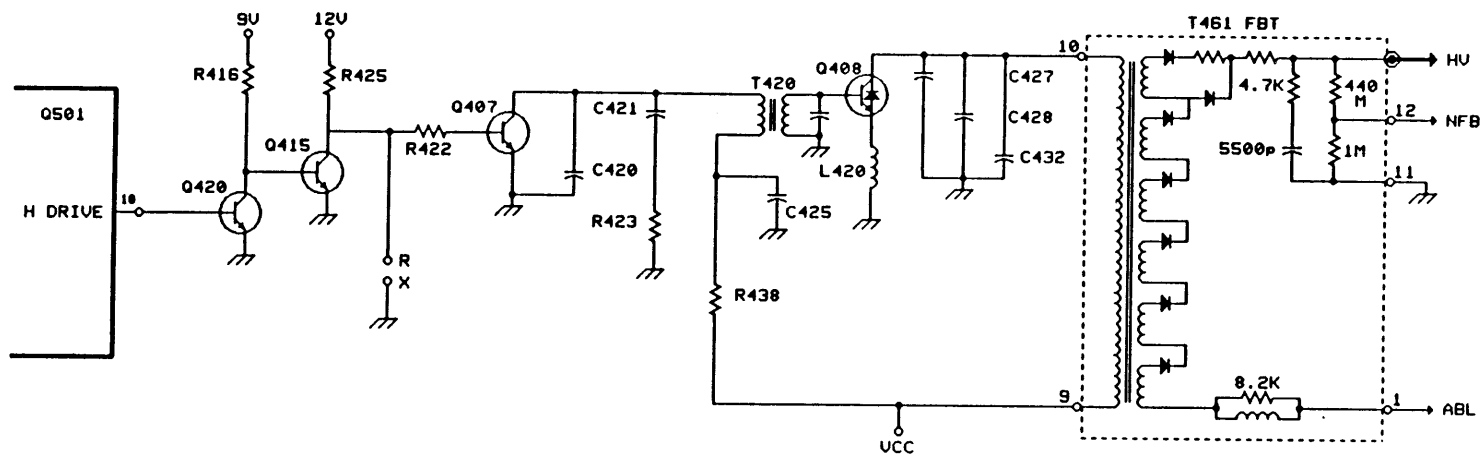 T461 FBT
9V
12V
10
HV
R416
R425
T420
Q408
C427
4.7K
440
M
Q501
Q407
C421
12
NFB
Q415
R422
C428
5500p
1M
Q420
C420
L420
C432
11
H DRIVE
10
R423
C425
R
X
R438
8.2K
9
1
ABL
VCC